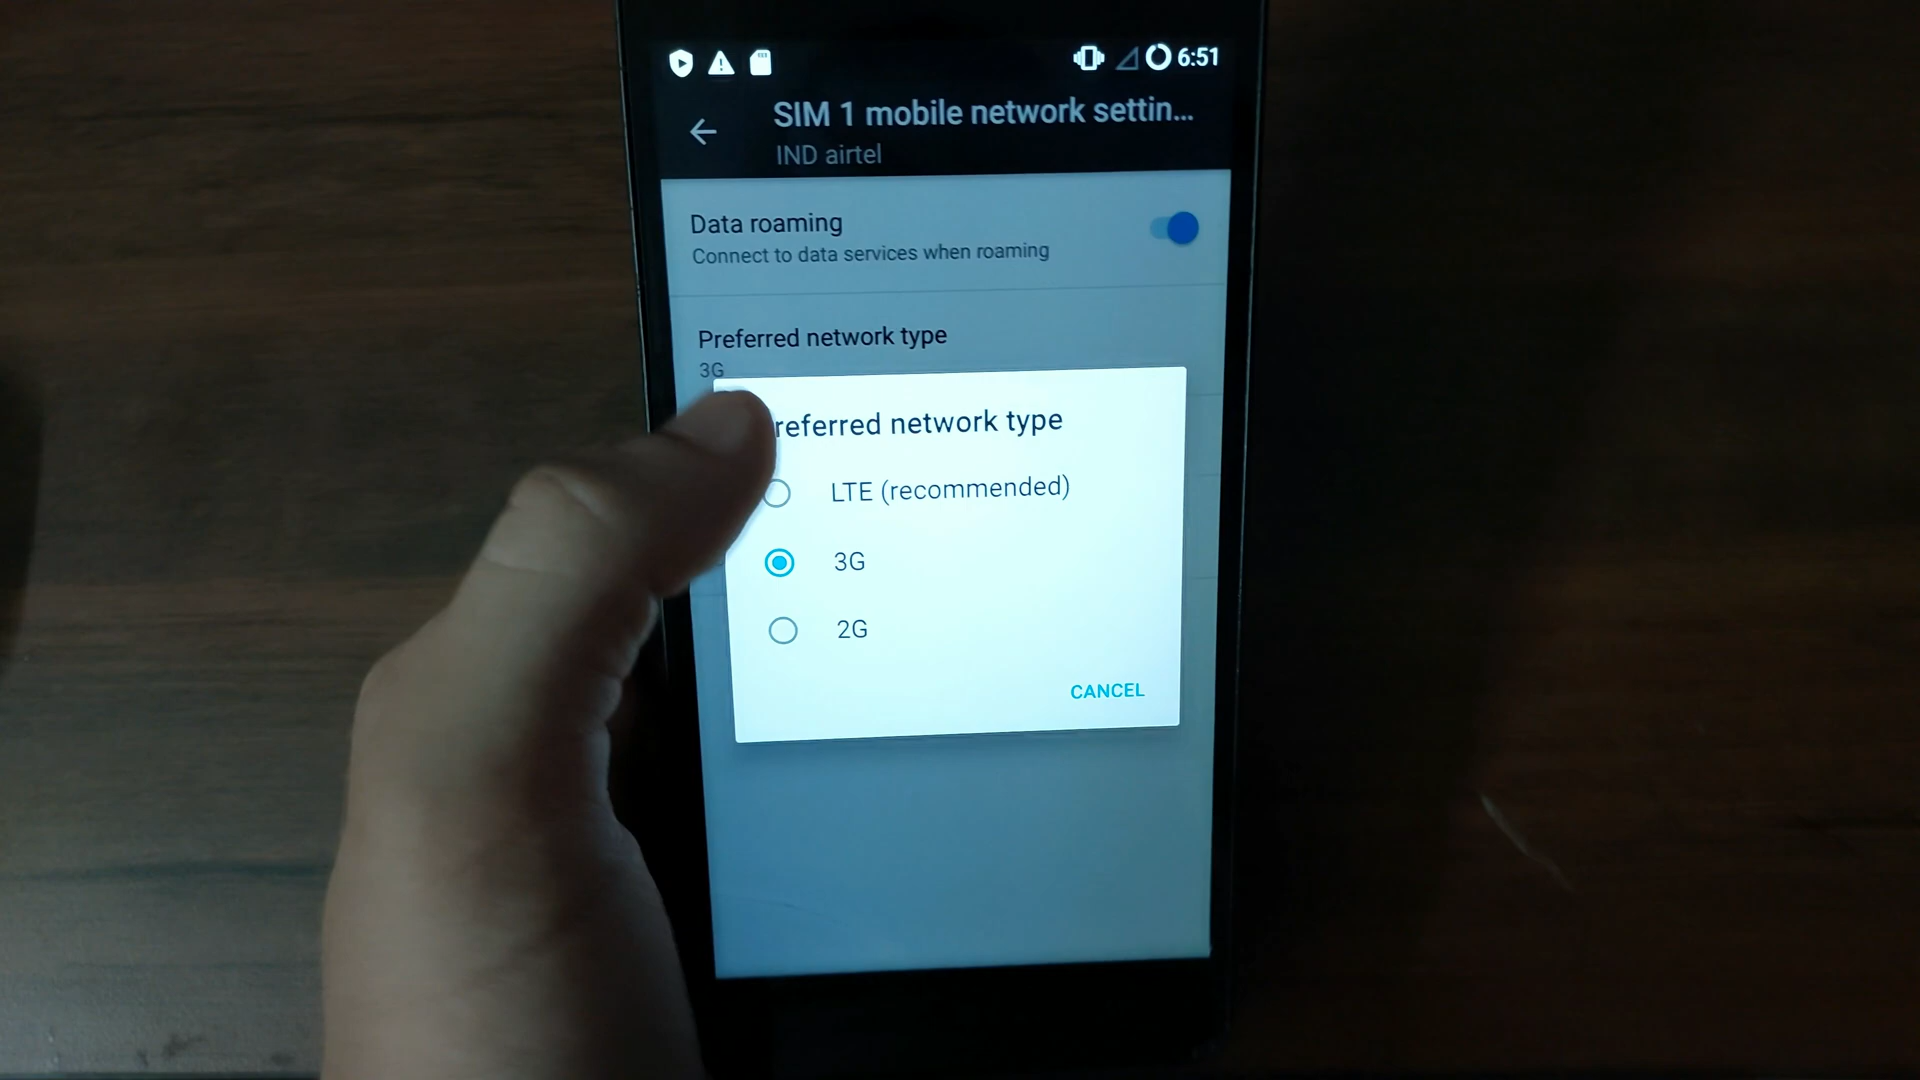 6:51
SIM 1 mobile network settin...
IND airtel
Data roaming
Connect to data services when roaming
Preferred network type
3G
referred network type
LTE (recommended)
3G
2G
CANCEL